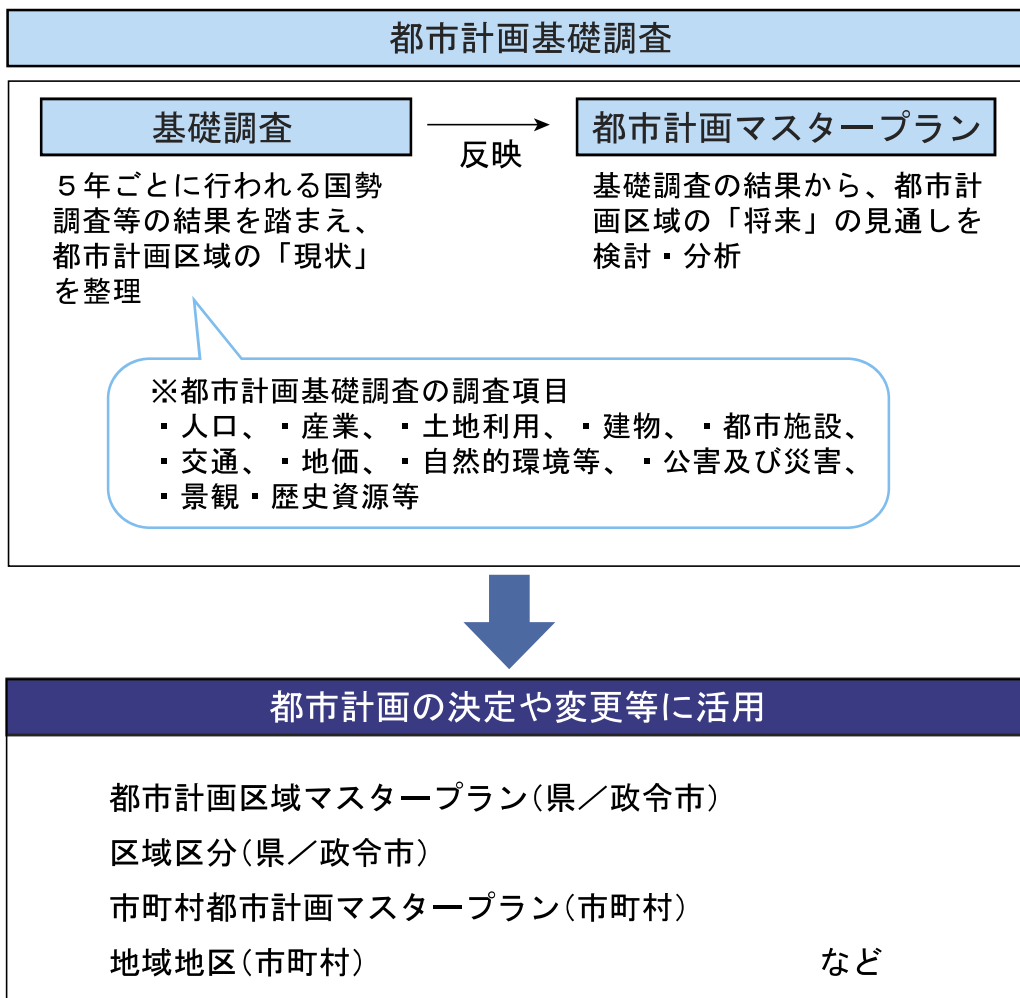 都市計画基礎調査
基礎調査
反映
都市計画マスタープラン
５年ごとに行われる国勢
調査等の結果を踏まえ、
都市計画区域の「現状」
を整理
基礎調査の結果から、都市計
画区域の「将来」の見通しを
検討・分析
※都市計画基礎調査の調査項目
・人口、・産業、・土地利用、・建物、・都市施設、
・交通、・地価、・自然的環境等、・公害及び災害、
・景観・歴史資源等
都市計画の決定や変更等に活用
都市計画区域マスタープラン（県／政令市）
区域区分（県／政令市）
市町村都市計画マスタープラン（市町村）
地域地区（市町村） など